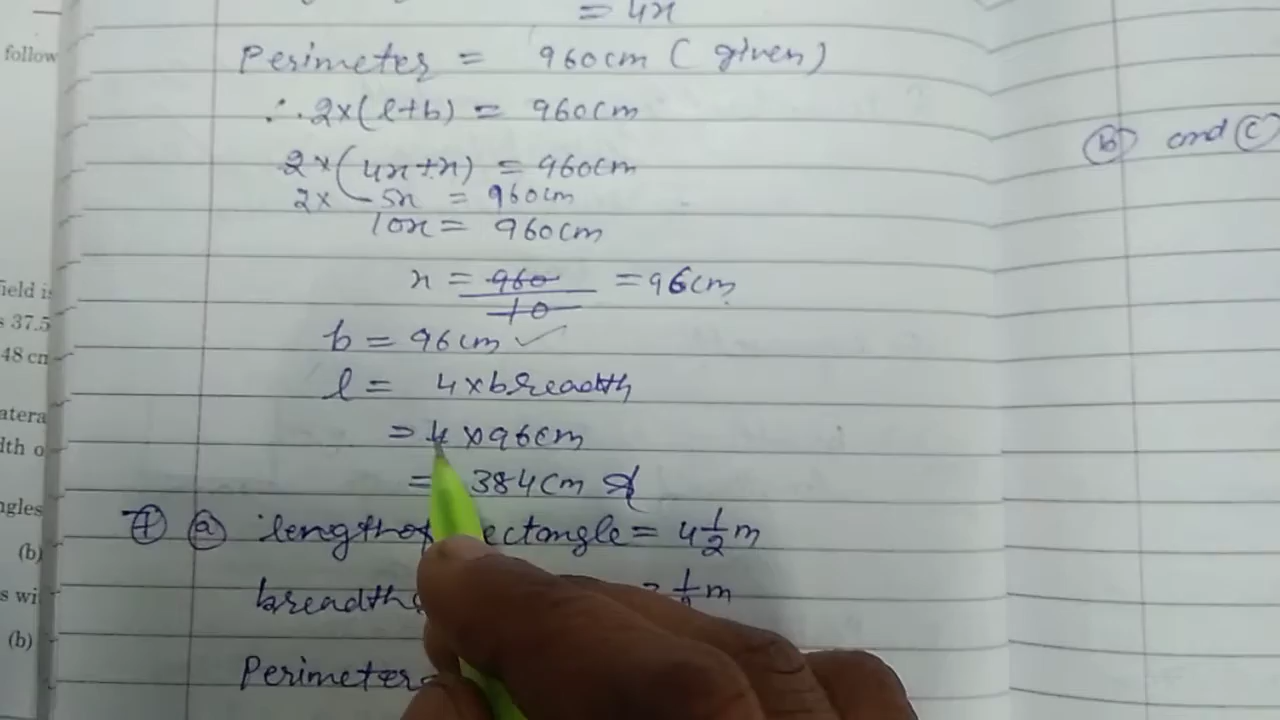 = 4x
follow
Perimeter = 960cm (given)
∴ 2×(l+b) = 960cm
(b) and (c)
2×(4x+x) = 960cm
2× 5x = 960cm
10x = 960cm
x = 960/10 = 96cm
ield is
s 37.5
b = 96cm ✓
48 cm
l = 4×breadth
atera
= 4×96cm
dth o
= 384cm
ngles
(7) (a) length of rectangle = 4 1/2 m
(b)
breadth = m
s wi
(b)
Perimeter =